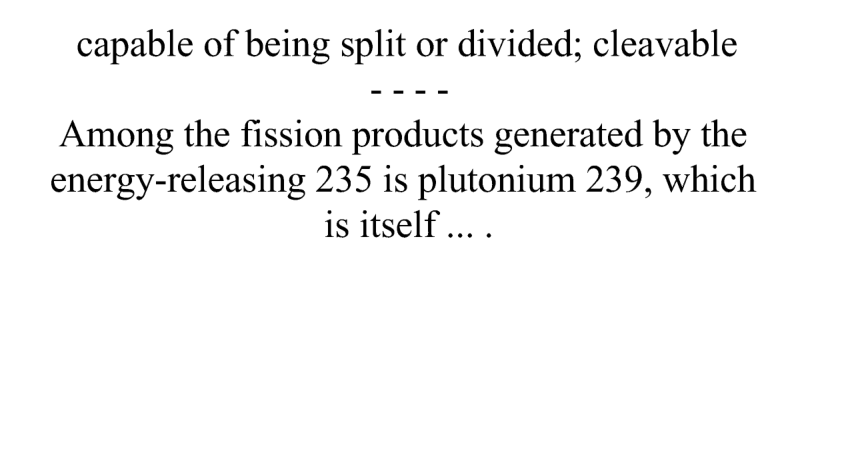 capable of being split or divided; cleavable
- - - -
Among the fission products generated by the
energy-releasing 235 is plutonium 239, which
is itself ... .